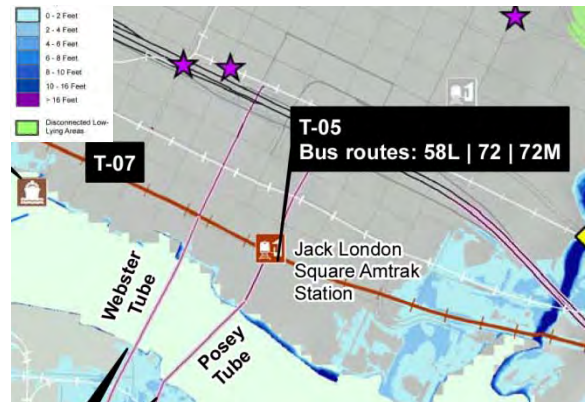 0 - 2 Feet
2 - 4 Feet
4 - 6 Feet
6 - 8 Feet
8 - 10 Feet
10 - 16 Feet
> 16 Feet
Disconnected Low-
Lying Areas
T-05
Bus routes: 58L | 72 | 72M
T-07
Jack London
Square Amtrak
Station
Webster
Tube
Posey
Tube